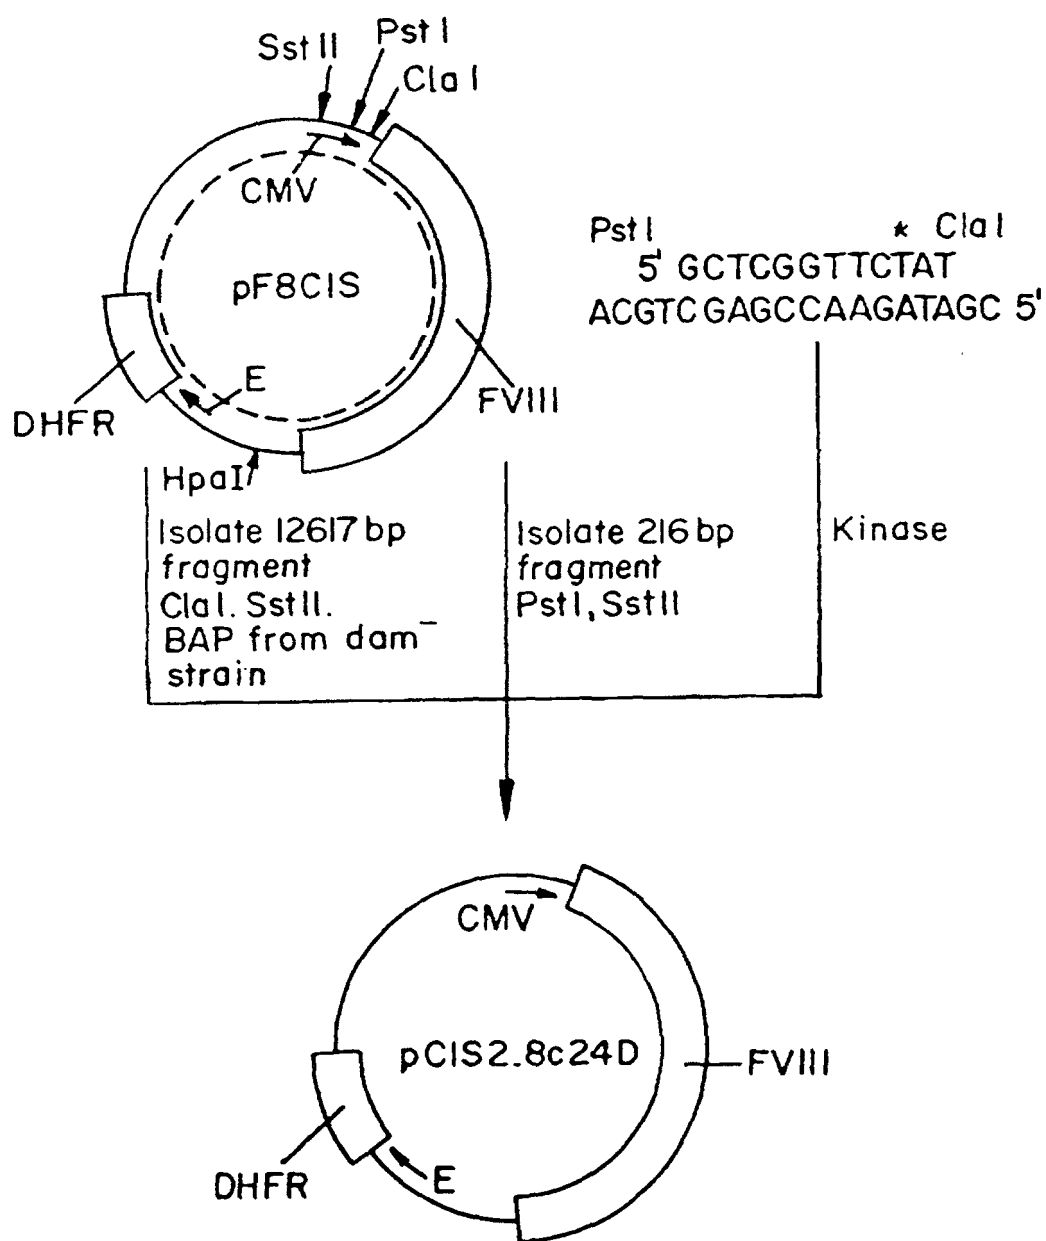 Sst II
Pst I
Cla I
CMV
pF8CIS
E
DHFR
FVIII
HpaI
Pst I * Cla I
5' GCTCGGTTCTAT
ACGTCGAGCCAAGATAGC 5'
Isolate 12617 bp
fragment
Cla I. Sst II.
BAP from dam⁻
strain
Isolate 216 bp
fragment
Pst I, Sst II
Kinase
CMV
pCIS2.8c24D
FVIII
DHFR
E